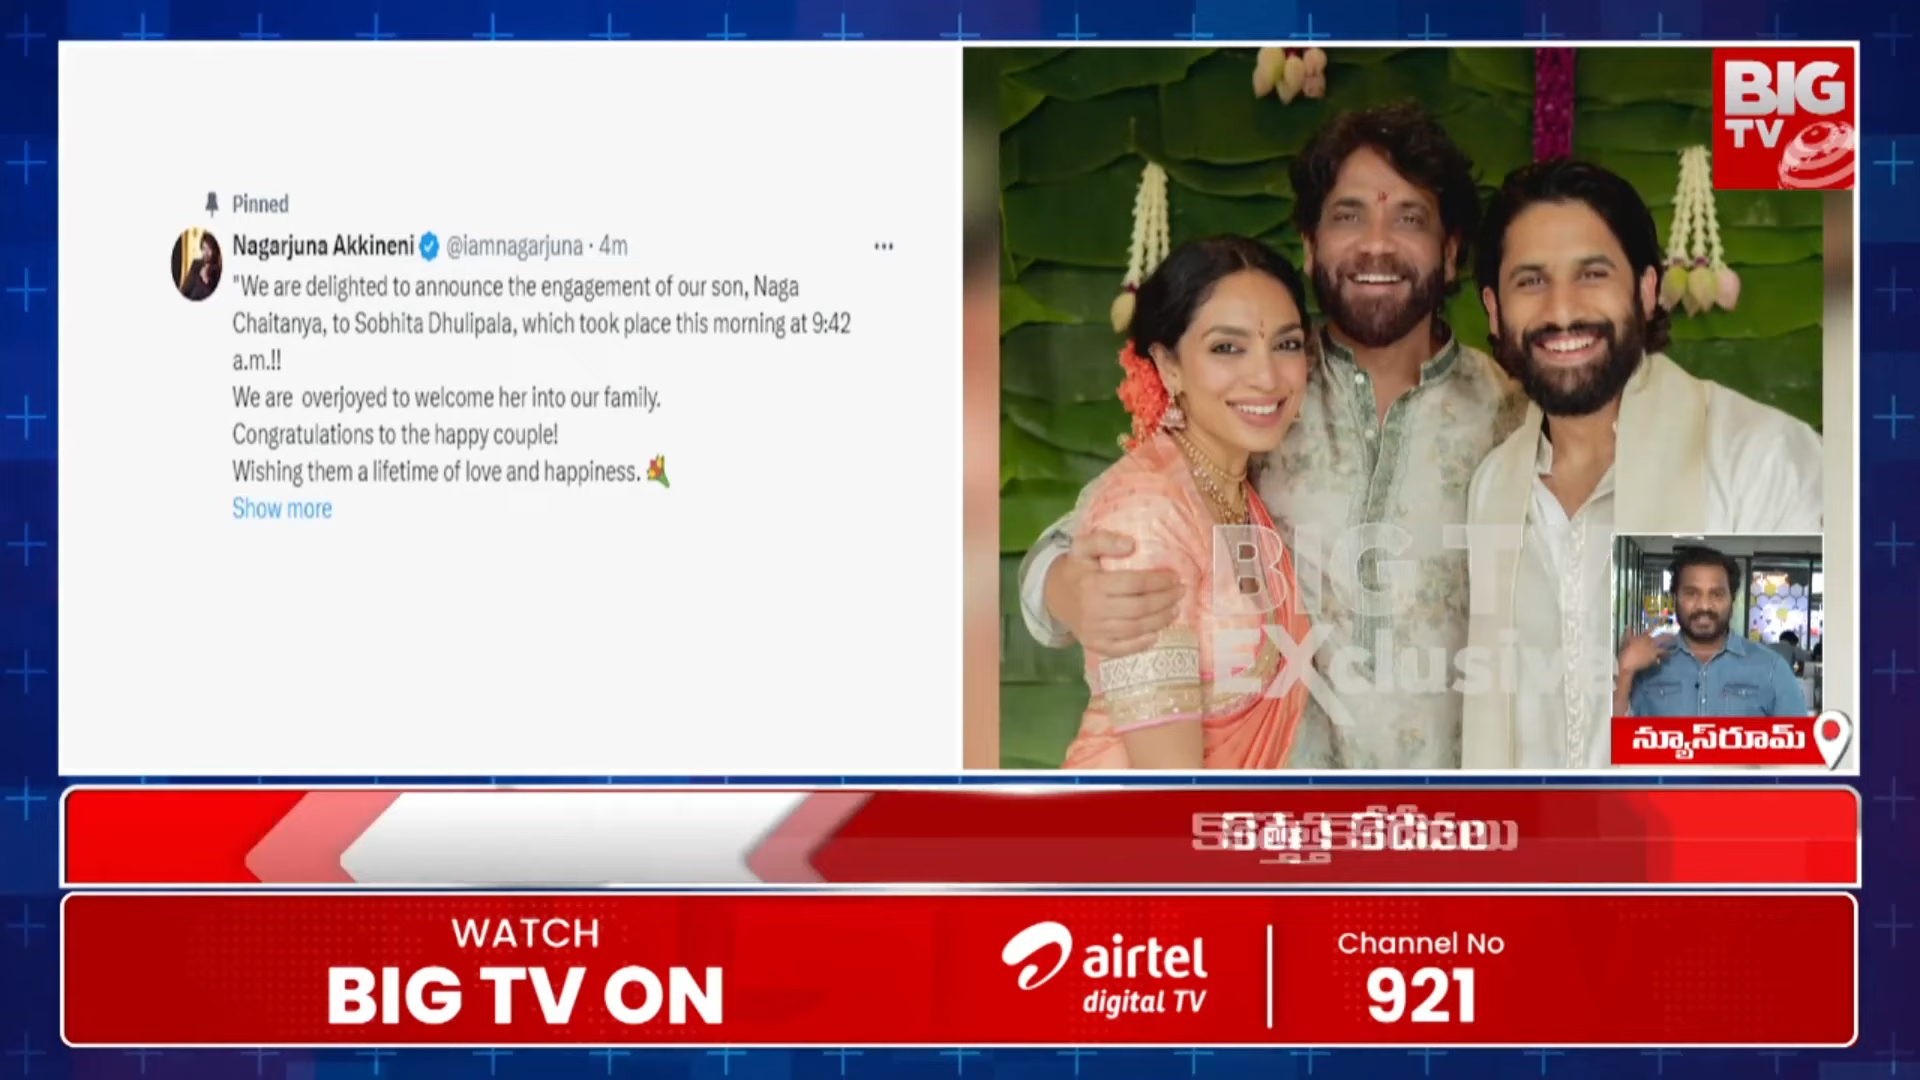 Pinned
Nagarjuna Akkineni @iamnagarjuna · 4m
"We are delighted to announce the engagement of our son, Naga
Chaitanya, to Sobhita Dhulipala, which took place this morning at 9:42
a.m.!!
We are overjoyed to welcome her into our family.
Congratulations to the happy couple!
Wishing them a lifetime of love and happiness. 💐
Show more
BIG
TV
BIG T
EXclusive
న్యూస్‌రూమ్
WATCH
BIG TV ON
airtel
digital TV
Channel No
921